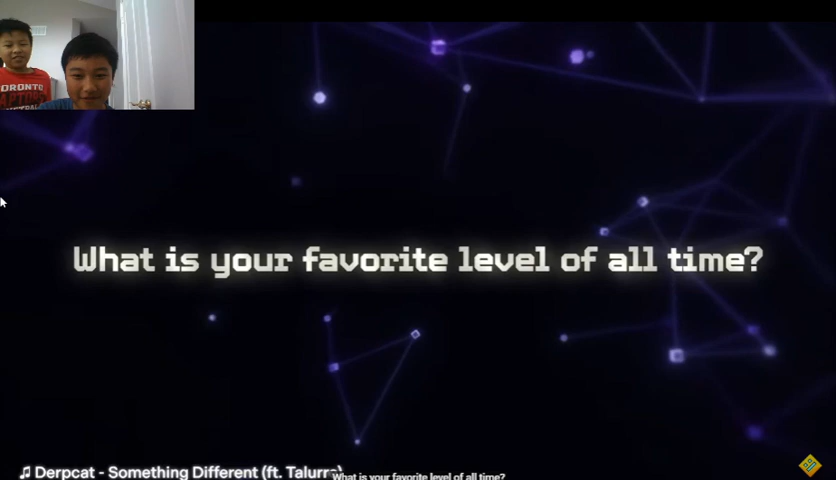 ORONTO
What is your favorite level of all time?
♫ Derpcat - Something Different (ft. Talurre)
What is your favorite level of all time?